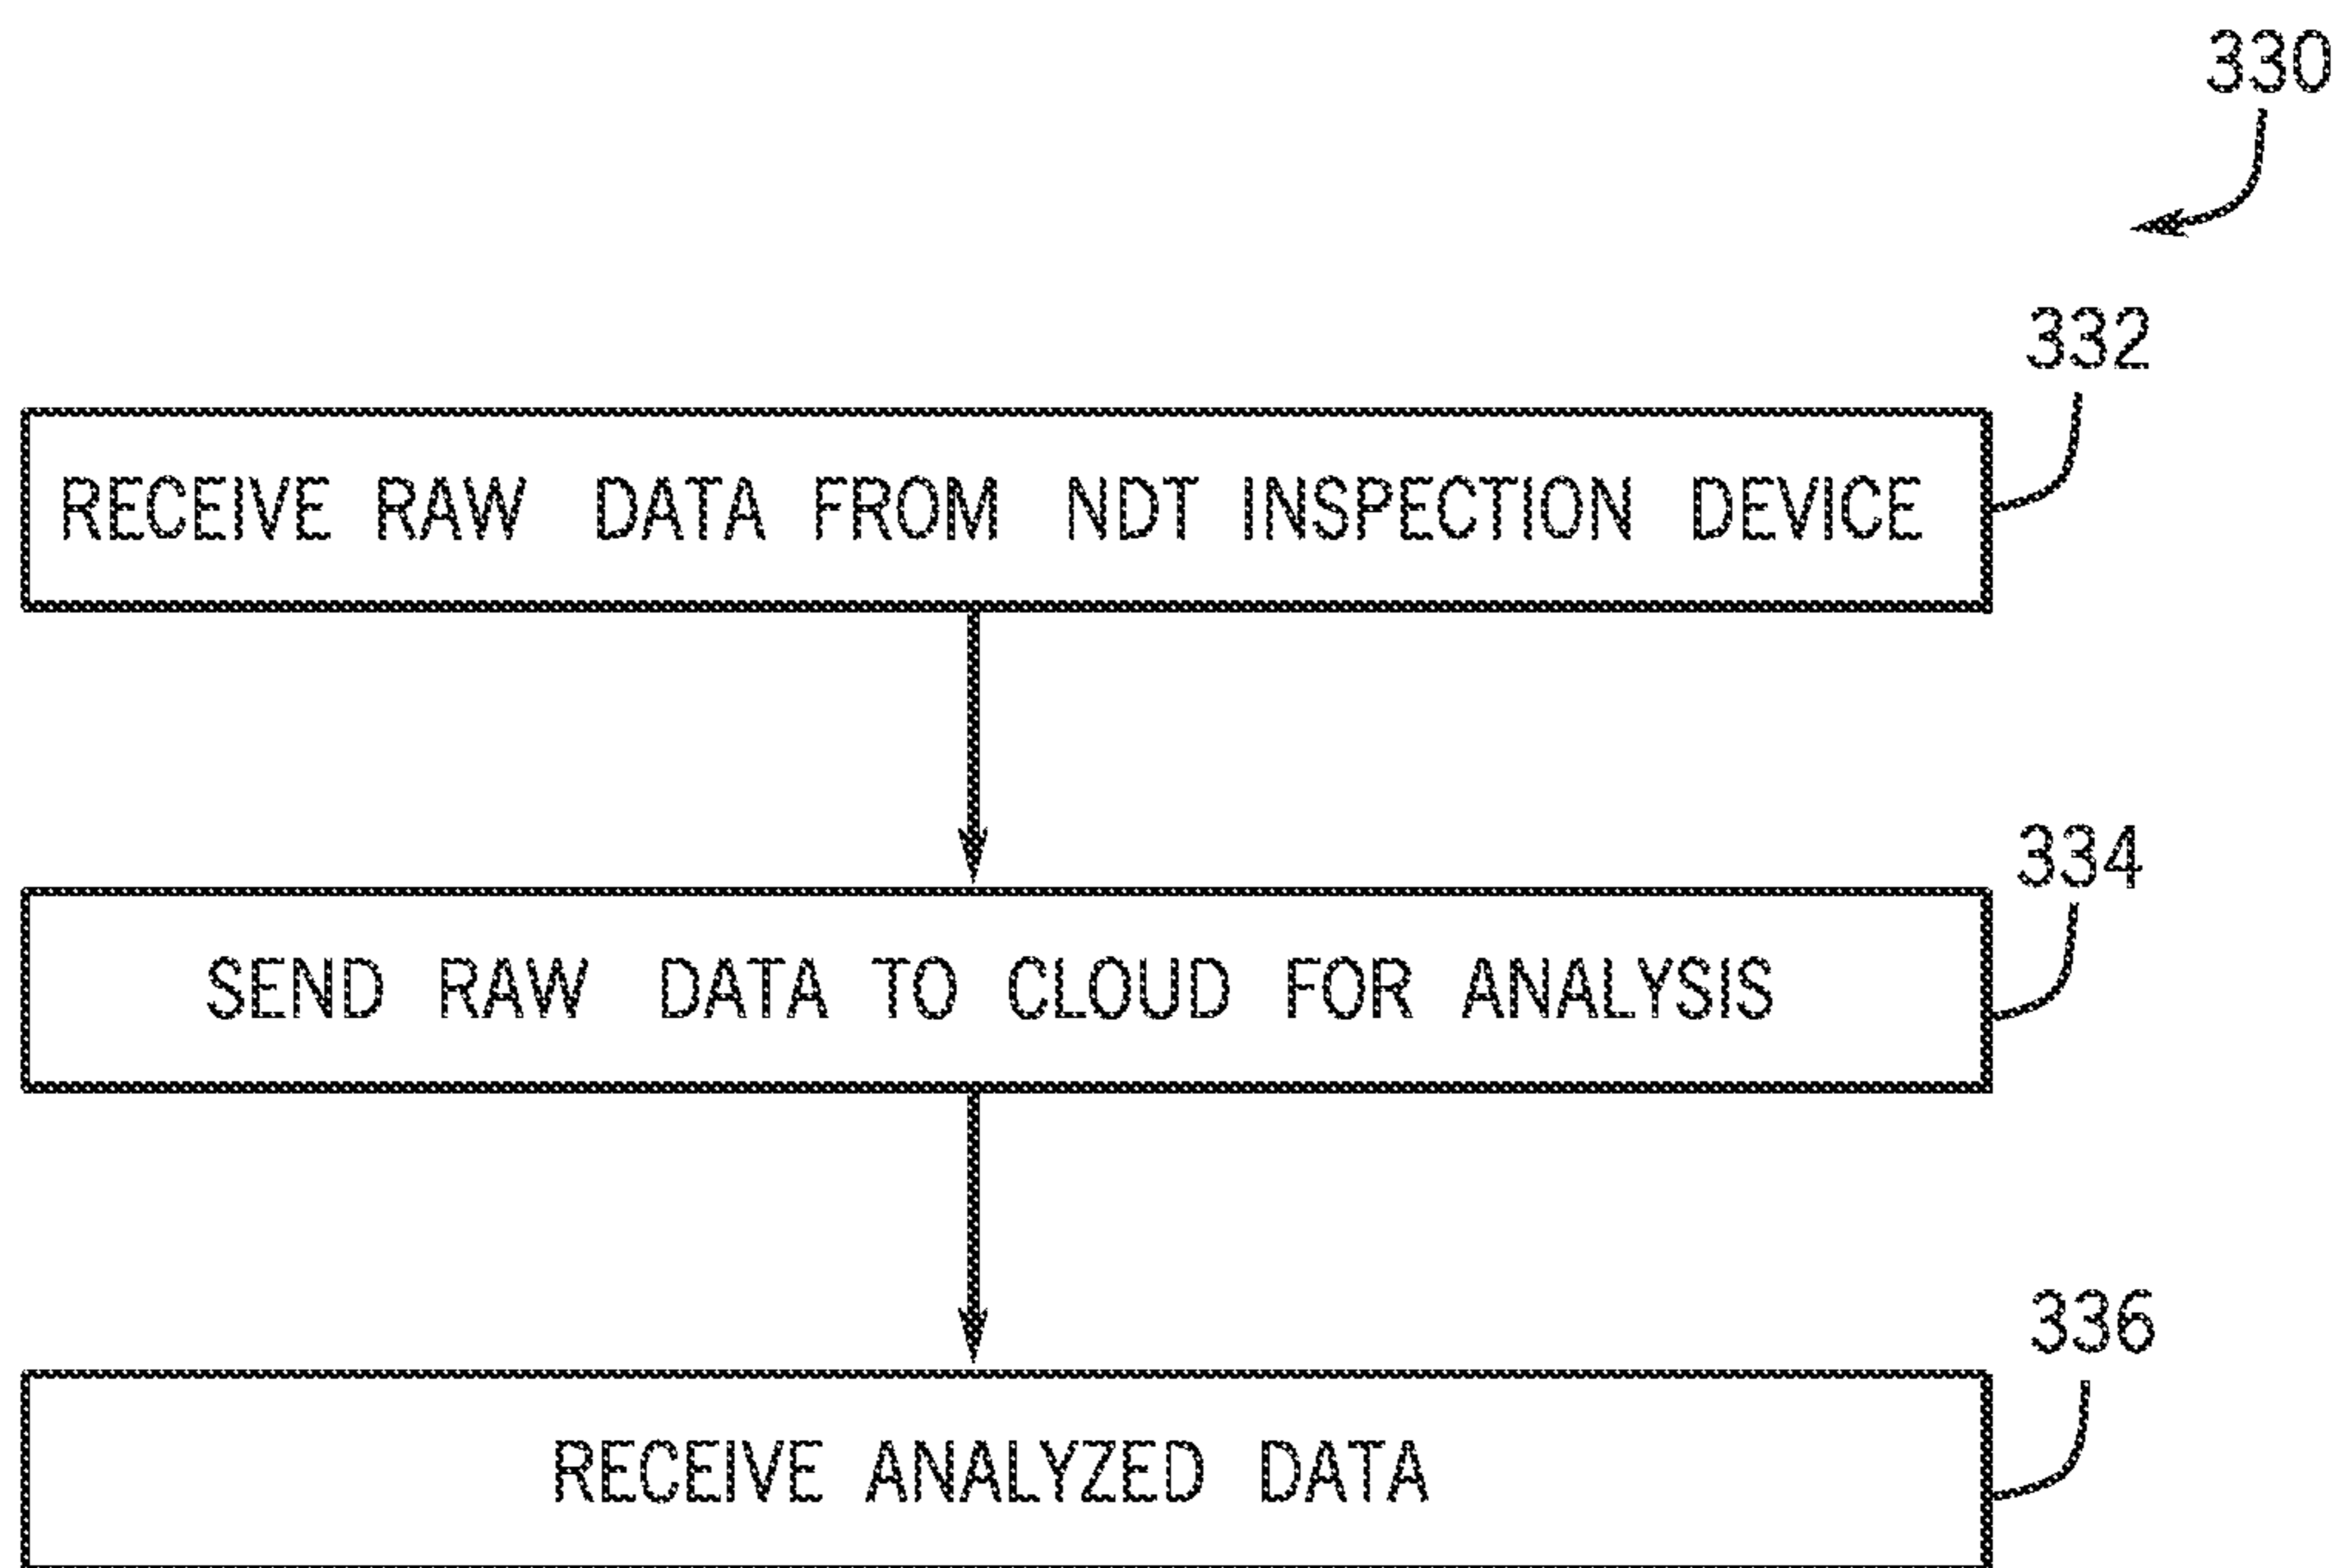 330
332
RECEIVE RAW DATA FROM NDT INSPECTION DEVICE
334
SEND RAW DATA TO CLOUD FOR ANALYSIS
336
RECEIVE ANALYZED DATA